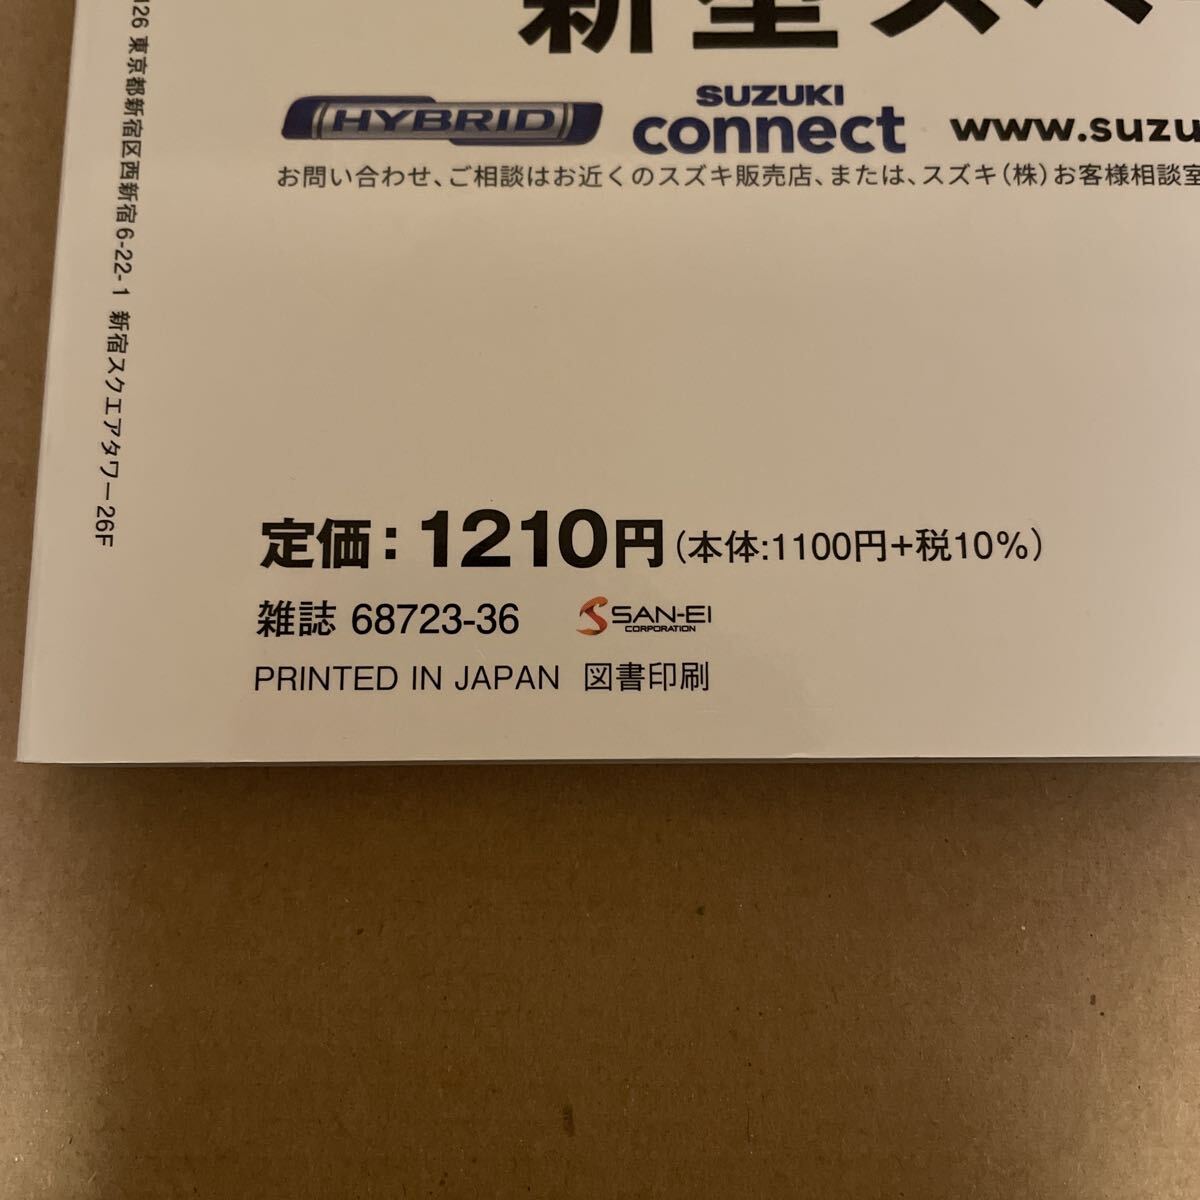 新型スペ
HYBRID
SUZUKI
connect
www.suzu
お問い合わせ、ご相談はお近くのスズキ販売店、または、スズキ(株)お客様相談室
126 東京都新宿区西新宿6-22-1 新宿スクエアタワー26F
定価：1210円(本体:1100円+税10%)
雑誌 68723-36
SAN-EI
CORPORATION
PRINTED IN JAPAN 図書印刷